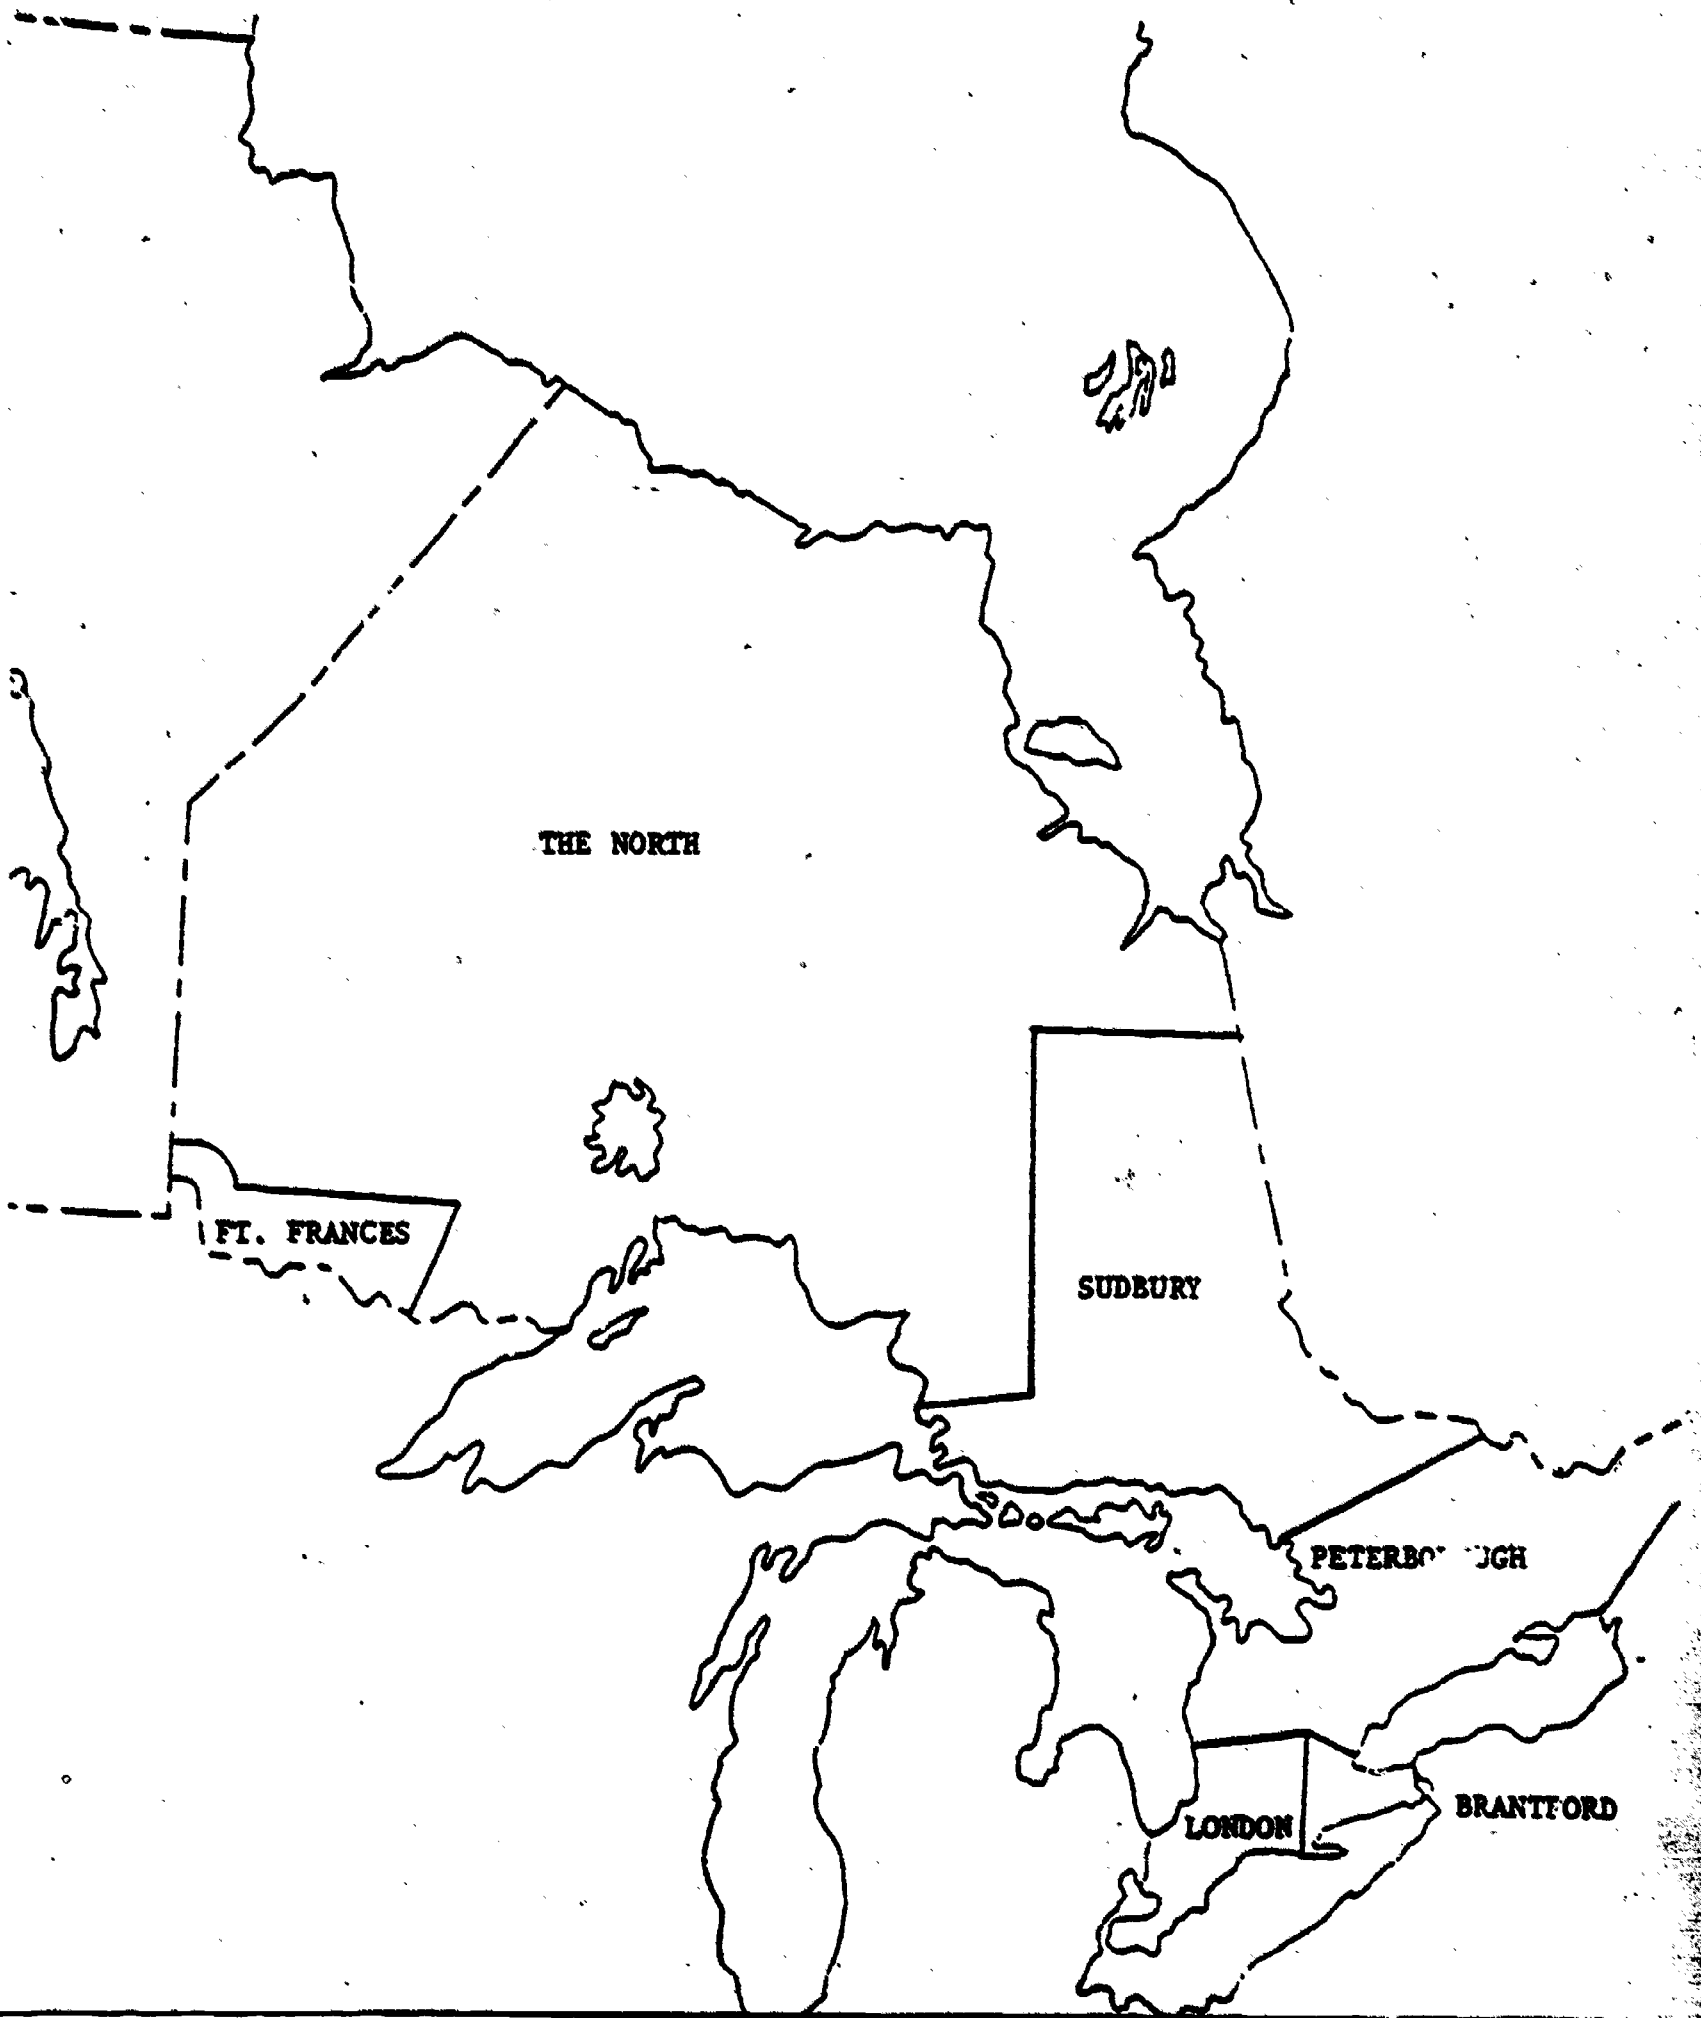 THE NORTH
FT. FRANCES
SUDBURY
LONDON
BRANTFORD